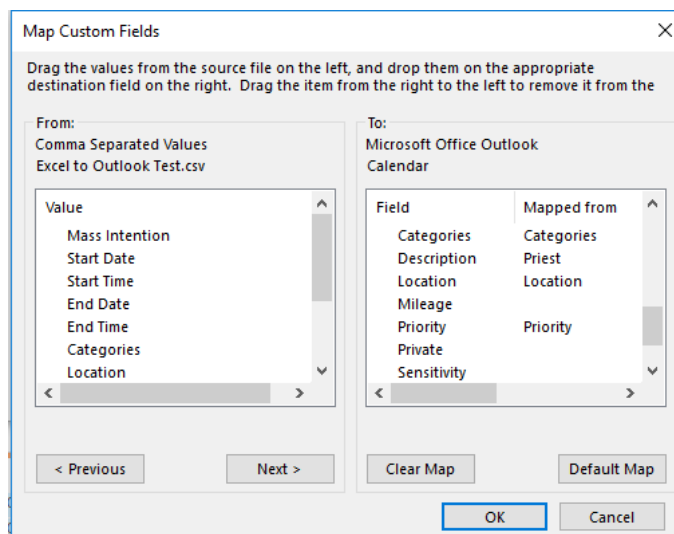 Map Custom Fields
Drag the values from the source file on the left, and drop them on the appropriate
destination field on the right. Drag the item from the right to the left to remove it from the
From:
Comma Separated Values
Excel to Outlook Test.csv
Value
Mass Intention
Start Date
Start Time
End Date
End Time
Categories
Location
< Previous
Next >
To:
Microsoft Office Outlook
Calendar
Field Mapped from
Categories Categories
Description Priest
Location Location
Mileage
Priority Priority
Private
Sensitivity
Clear Map
Default Map
OK
Cancel